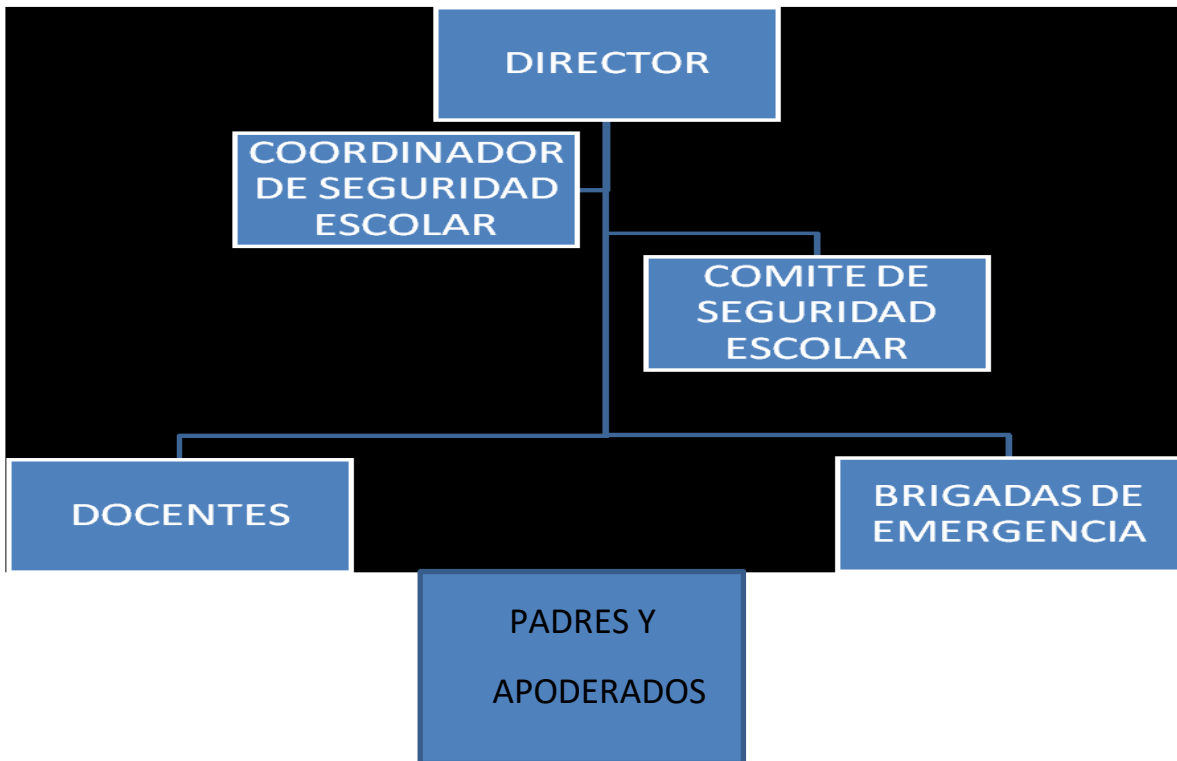 DIRECTOR
COORDINADOR
DE SEGURIDAD
ESCOLAR
COMITE DE
SEGURIDAD
ESCOLAR
DOCENTES
BRIGADAS DE
EMERGENCIA
PADRES Y
APODERADOS